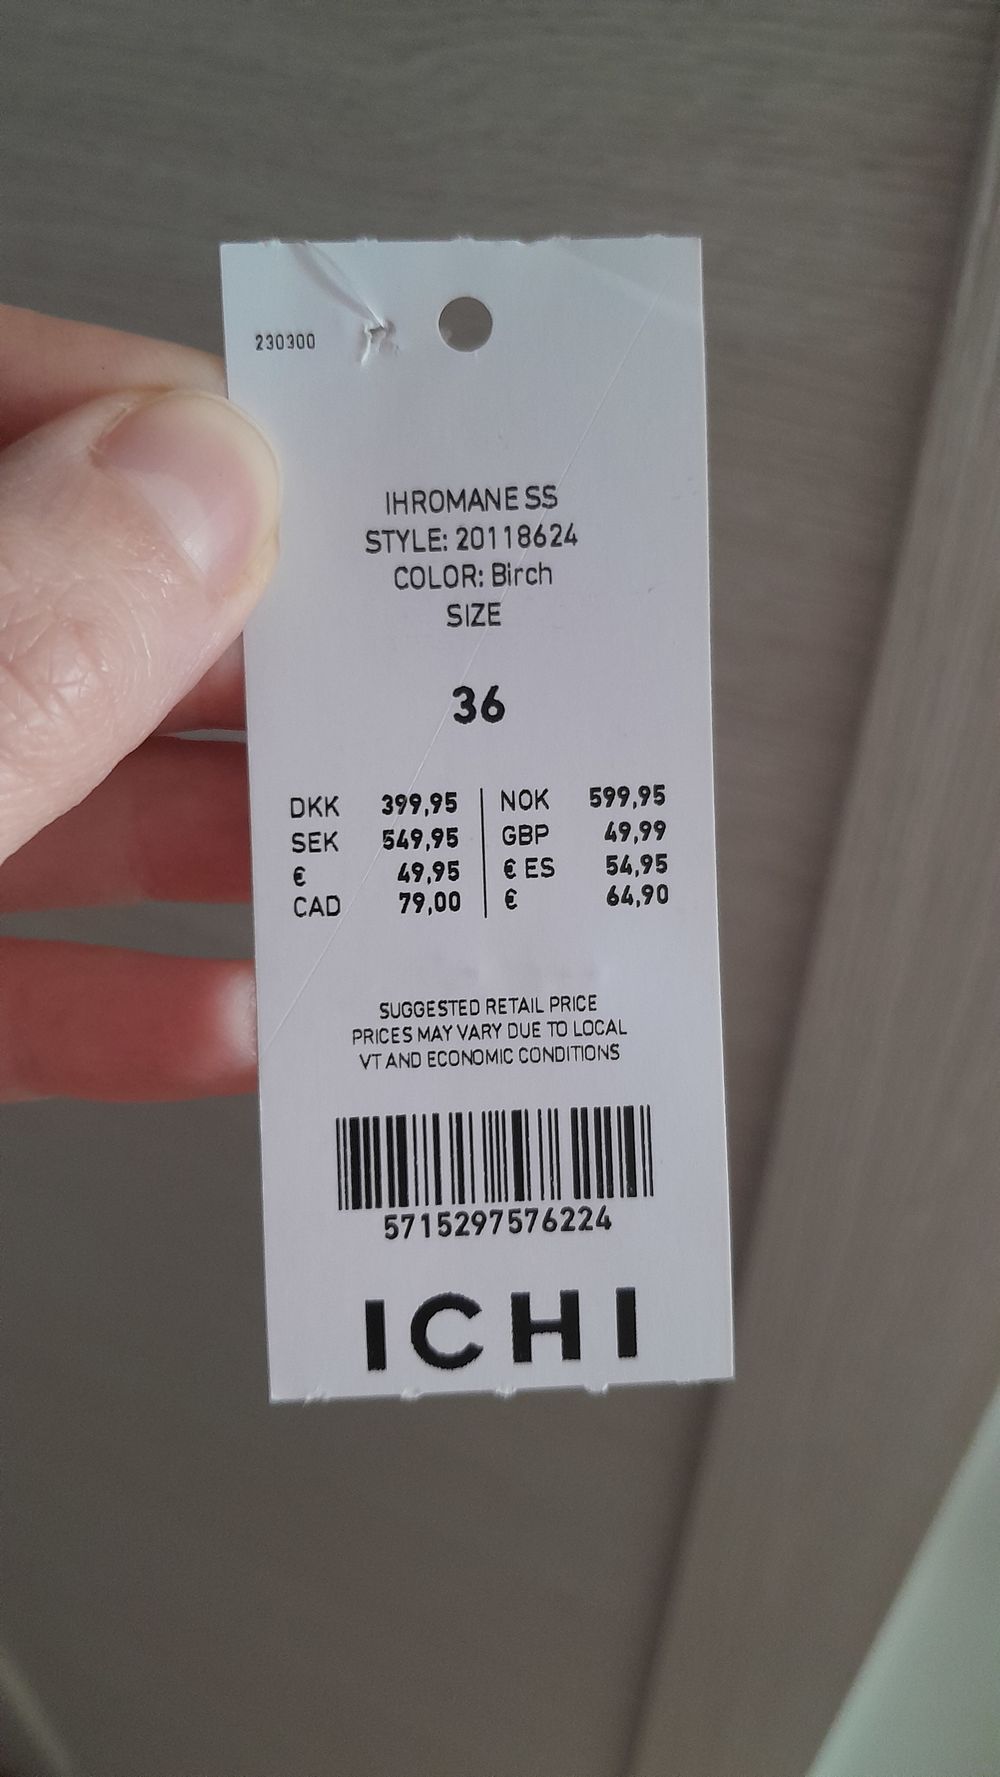 230300
IHROMANE SS
STYLE: 20118624
COLOR: Birch
SIZE
36
DKK 399,95 NOK 599,95
SEK 549,95 GBP 49,99
€ 49,95 € ES 54,95
CAD 79,00 € 64,90
SUGGESTED RETAIL PRICE
PRICES MAY VARY DUE TO LOCAL
VT AND ECONOMIC CONDITIONS
5715297576224
ICHI